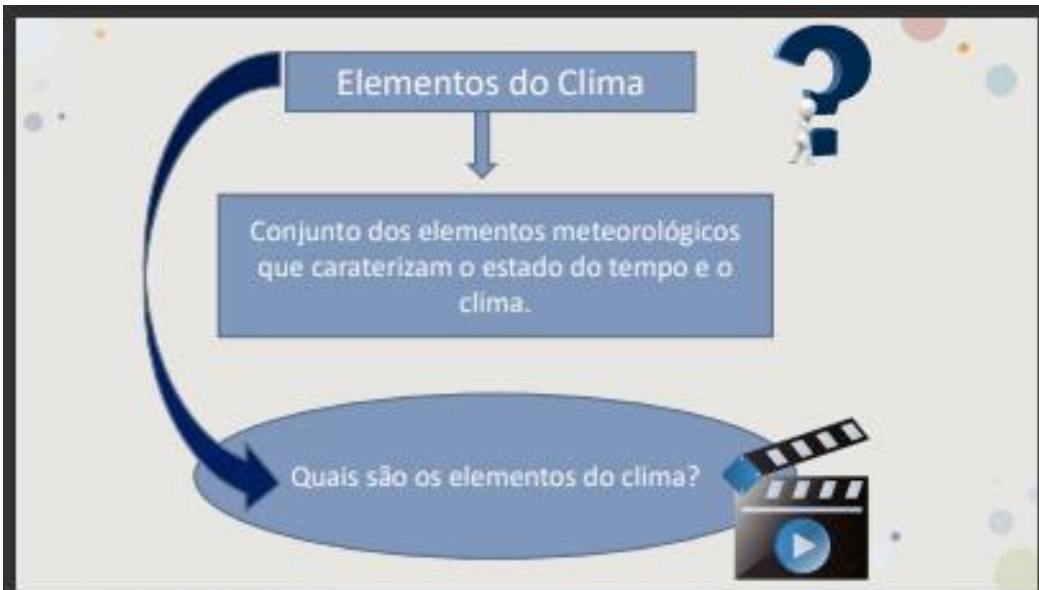 Elementos do Clima
Conjunto dos elementos meteorológicos
que caraterizam o estado do tempo e o
clima.
Quais são os elementos do clima?